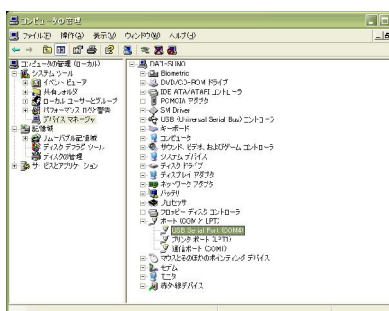 コンピュータの管理
ファイル(F) 操作(A) 表示(V) ウィンドウ(W) ヘルプ(H)
コンピュータの管理 (ローカル)
システム ツール
イベント ビューア
共有フォルダ
ローカル ユーザーとグループ
パフォーマンス ログと警告
デバイス マネージャ
記憶域
リムーバブル記憶域
ディスク デフラグ ツール
ディスクの管理
サービスとアプリケーション
Biometric
DVD/CD-ROM ドライブ
IDE ATA/ATAPI コントローラ
PCMCIA アダプタ
SM Driver
USB (Universal Serial Bus) コントローラ
キーボード
コンピュータ
サウンド、ビデオ、およびゲーム コントローラ
システム デバイス
ディスク ドライブ
ディスプレイ アダプタ
ネットワーク アダプタ
バッテリ
プロセッサ
フロッピー ディスク コントローラ
ポート (COM と LPT)
USB Serial Port (COM4)
プリンタ ポート (LPT1)
通信ポート (COM1)
マウスとそのほかのポインティング デバイス
モデム
モニタ
赤外線デバイス